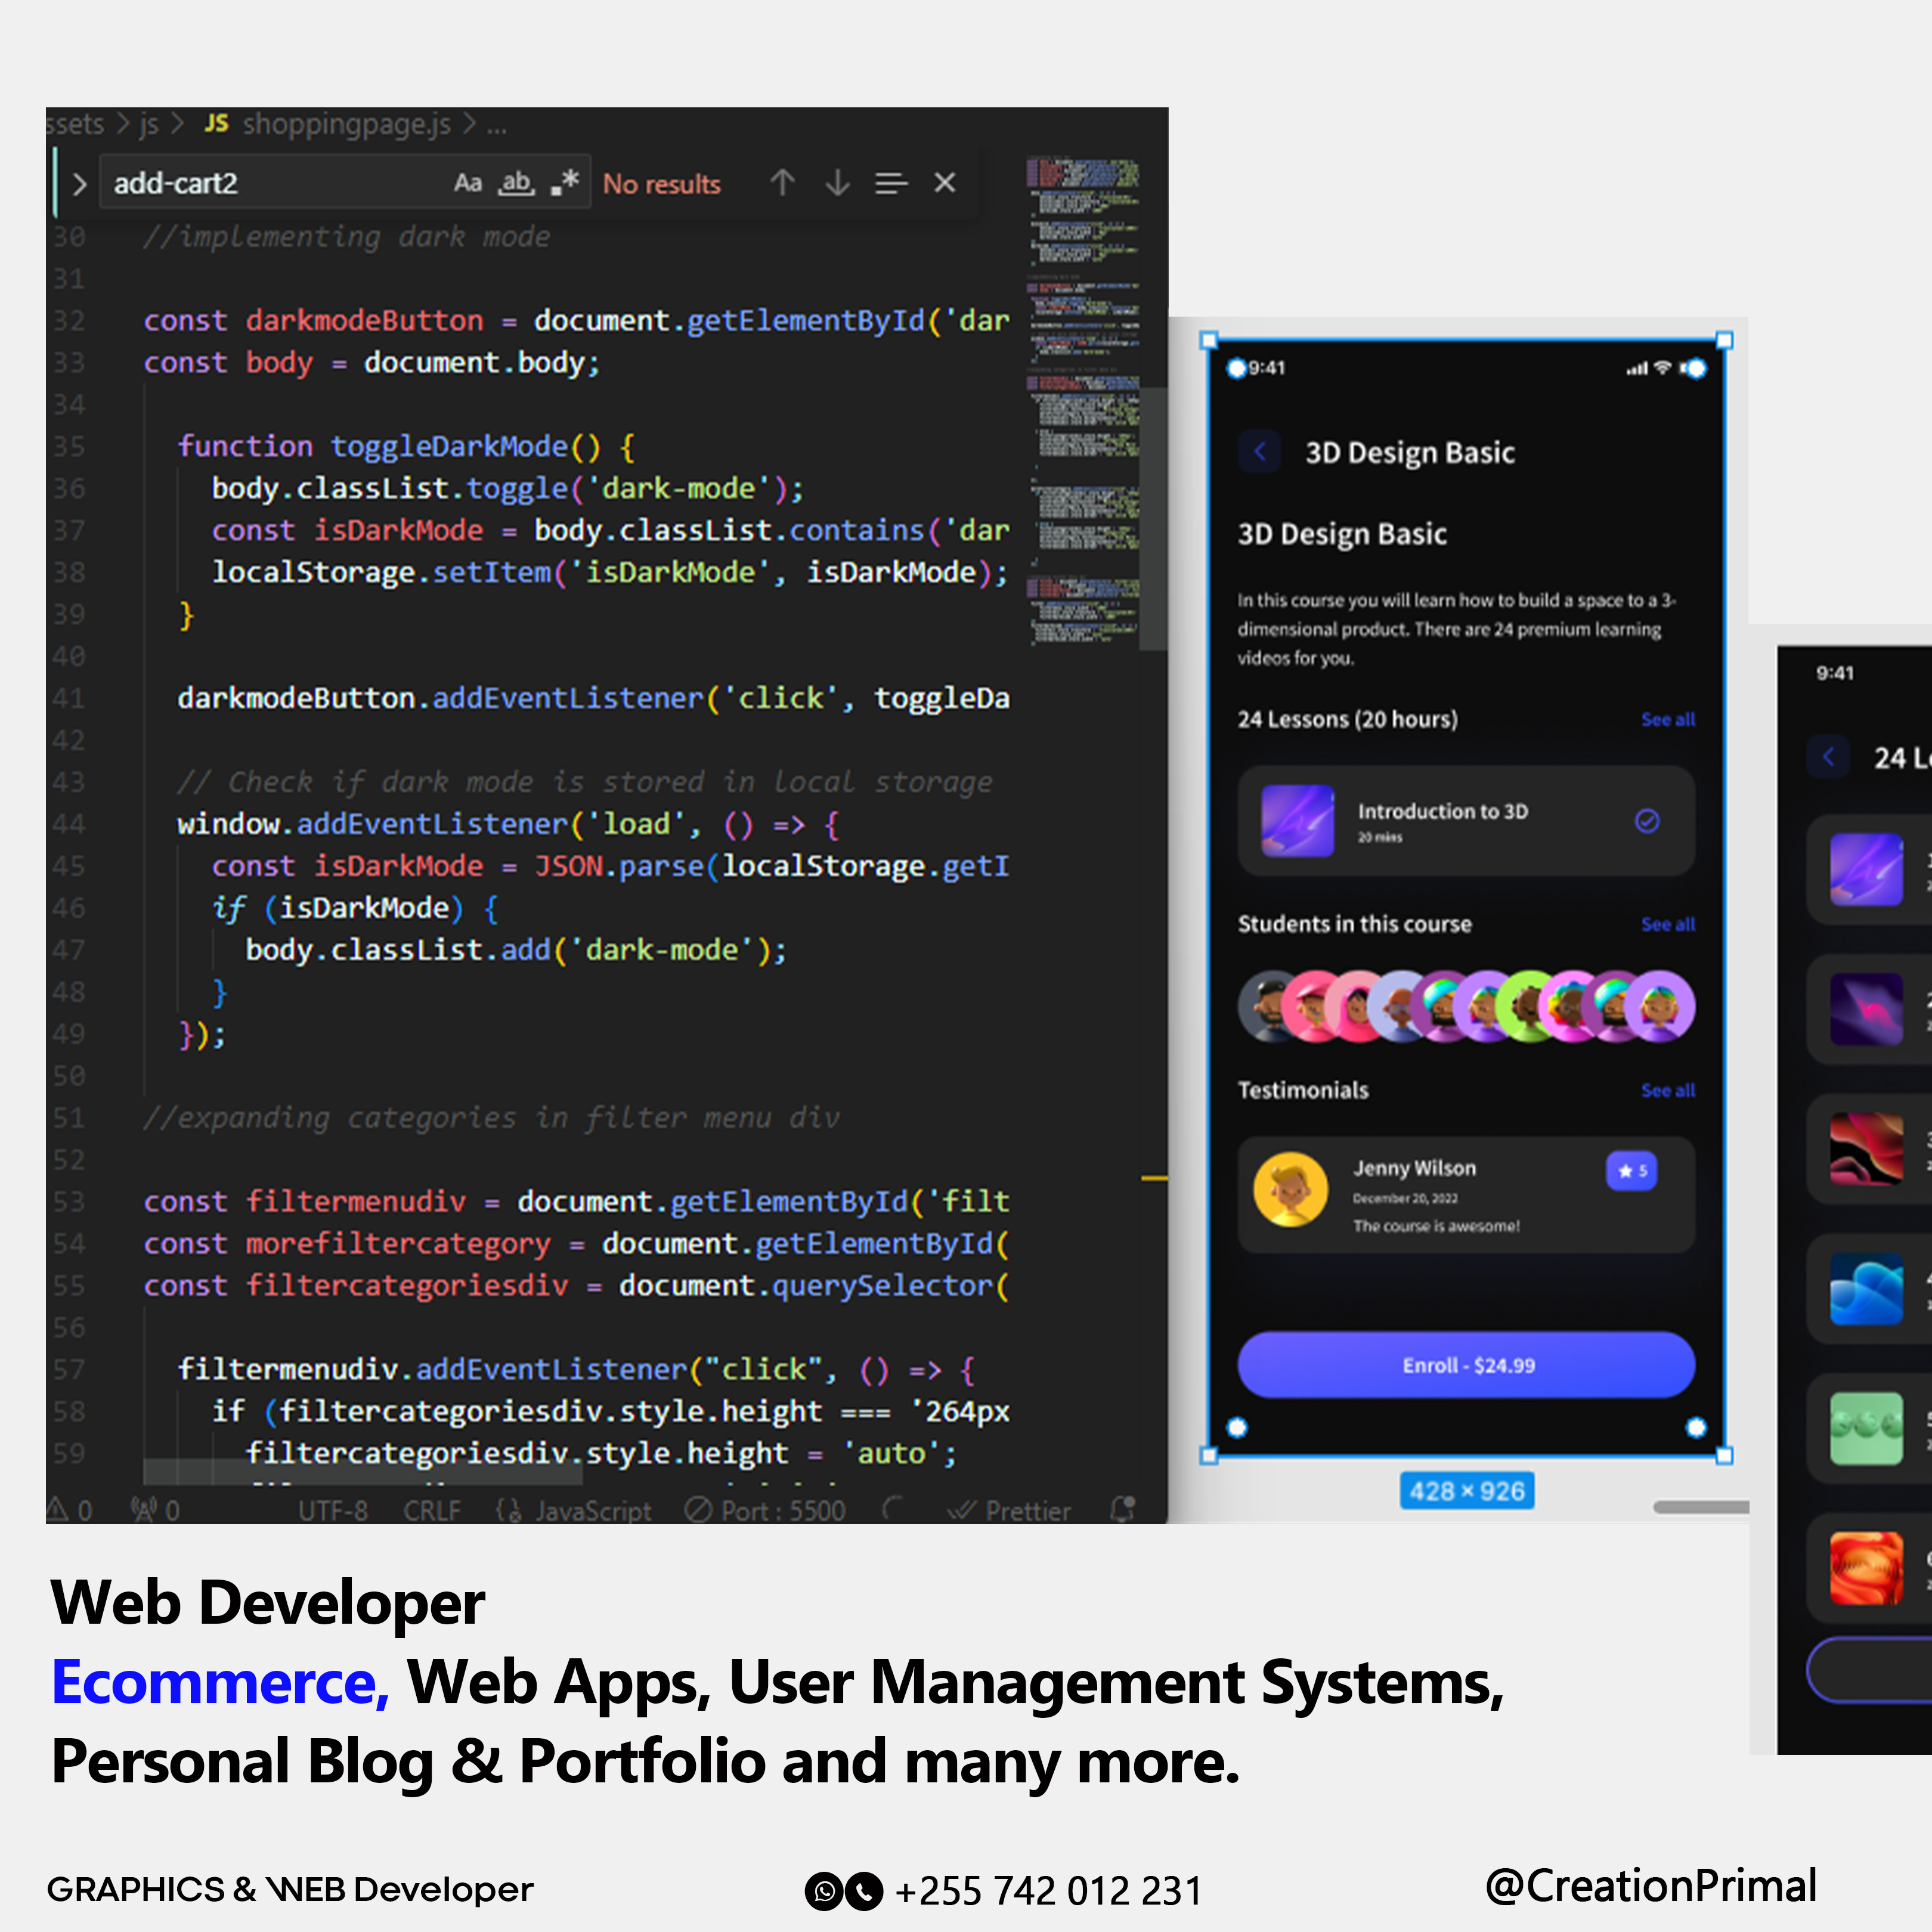 ssets > js > JS shoppingpage.js > ...
add-cart2 Aa ab .* No results
30 //implementing dark mode
31
32 const darkmodeButton = document.getElementById('dar
33 const body = document.body;
34
35 function toggleDarkMode() {
36 body.classList.toggle('dark-mode');
37 const isDarkMode = body.classList.contains('dar
38 localStorage.setItem('isDarkMode', isDarkMode);
39 }
40
41 darkmodeButton.addEventListener('click', toggleDa
42
43 // Check if dark mode is stored in local storage
44 window.addEventListener('load', () => {
45 const isDarkMode = JSON.parse(localStorage.getI
46 if (isDarkMode) {
47 body.classList.add('dark-mode');
48 }
49 });
50
51 //expanding categories in filter menu div
52
53 const filtermenudiv = document.getElementById('filt
54 const morefiltercategory = document.getElementById(
55 const filtercategoriesdiv = document.querySelector(
56
57 filtermenudiv.addEventListener("click", () => {
58 if (filtercategoriesdiv.style.height === '264px
59 filtercategoriesdiv.style.height = 'auto';
0 0 UTF-8 CRLF {} JavaScript Port : 5500 Prettier
9:41
3D Design Basic
3D Design Basic
In this course you will learn how to build a space to a 3-
dimensional product. There are 24 premium learning
videos for you.
24 Lessons (20 hours) See all
Introduction to 3D
20 mins
Students in this course See all
Testimonials See all
Jenny Wilson 5
December 20, 2022
The course is awesome!
Enroll - $24.99
428 × 926
9:41
24 L
Web Developer
Ecommerce, Web Apps, User Management Systems,
Personal Blog & Portfolio and many more.
GRAPHICS & WEB Developer
+255 742 012 231
@CreationPrimal